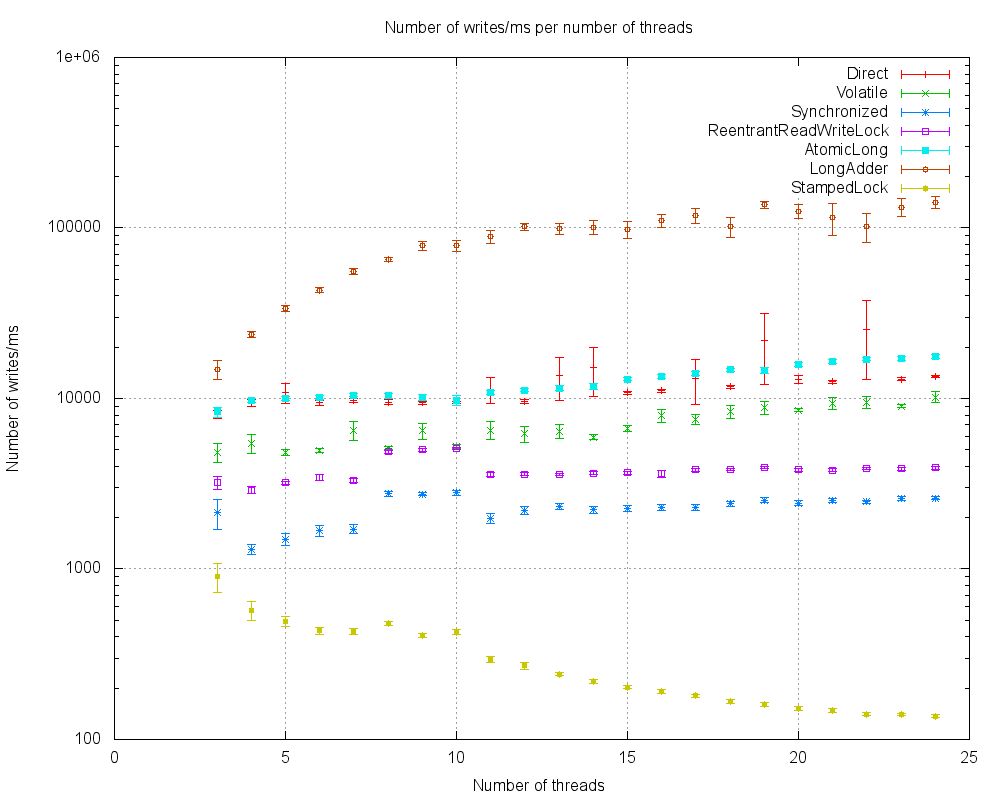 Number of writes/ms per number of threads
1e+06
100000
10000
1000
100
Number of writes/ms
Direct
Volatile
Synchronized
ReentrantReadWriteLock
AtomicLong
LongAdder
StampedLock
0 5 10 15 20 25
Number of threads